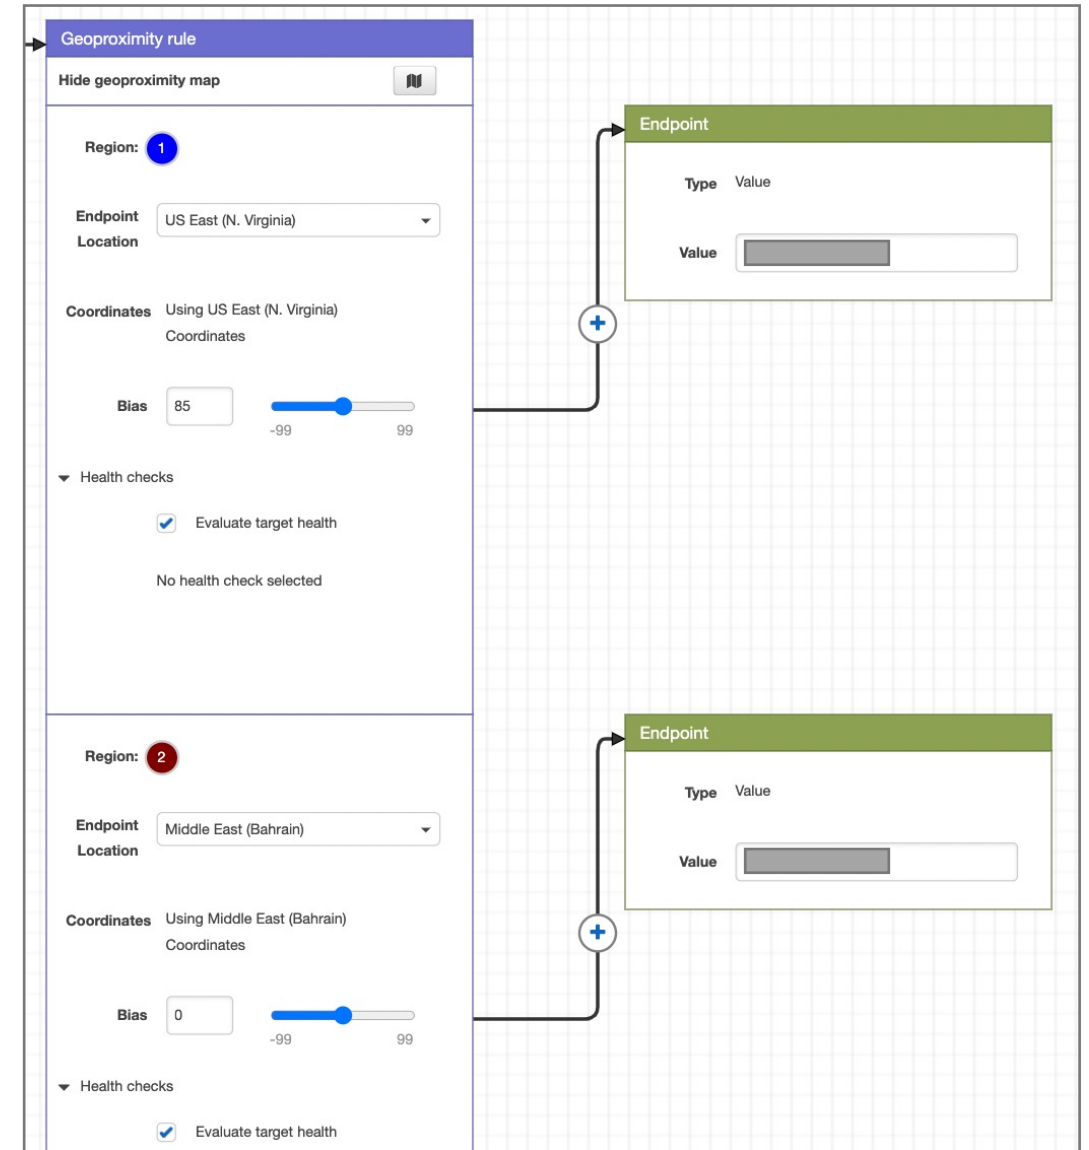 Geoproximity rule
Hide geoproximity map
Region: 1
Endpoint
Location
US East (N. Virginia)
Coordinates
Using US East (N. Virginia)
Coordinates
Bias
85
-99
99
Health checks
Evaluate target health
No health check selected
Endpoint
Type
Value
Value
Region: 2
Endpoint
Location
Middle East (Bahrain)
Coordinates
Using Middle East (Bahrain)
Coordinates
Bias
0
-99
99
Health checks
Evaluate target health
Endpoint
Type
Value
Value